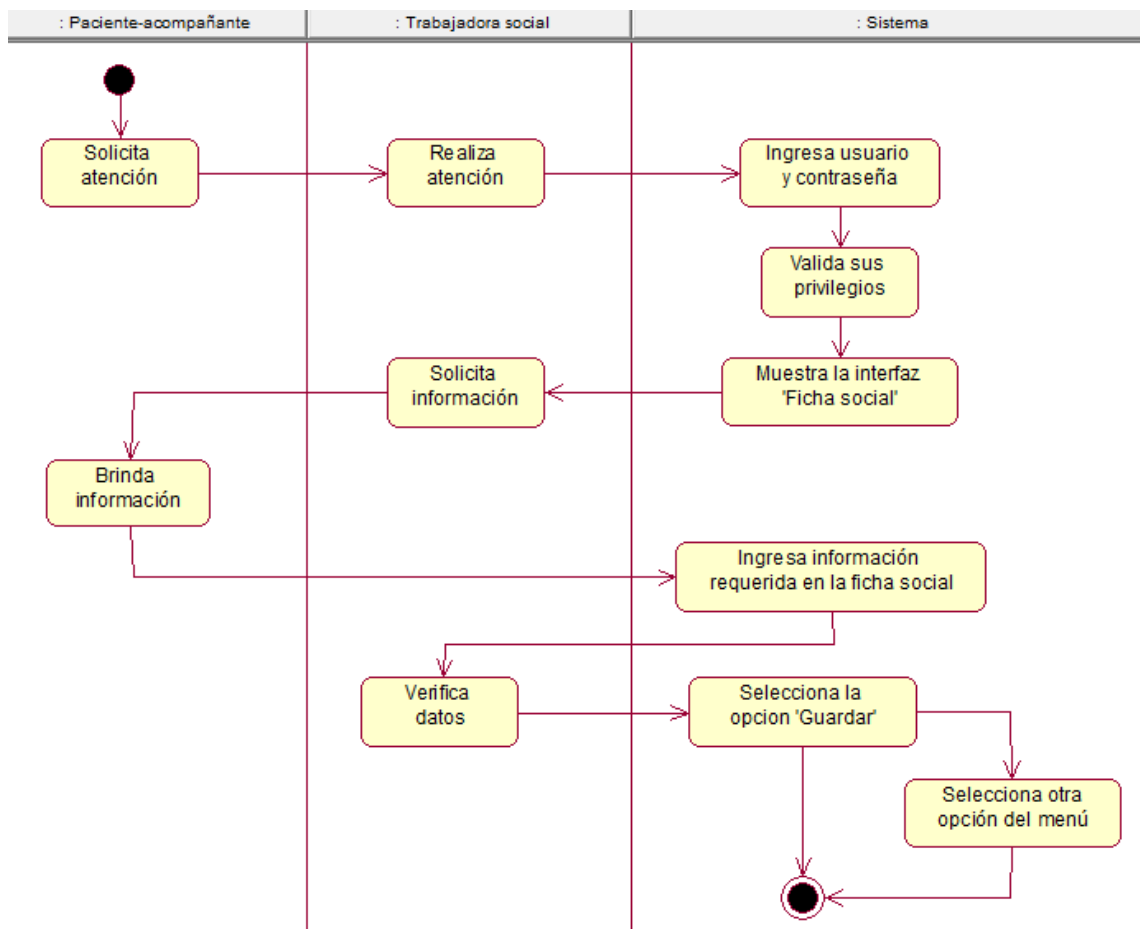 : Paciente-acompañante
: Trabajadora social
: Sistema
Solicita
atención
Realiza
atención
Ingresa usuario
y contraseña
Valida sus
privilegios
Solicita
información
Muestra la interfaz
'Ficha social'
Brinda
información
Ingresa información
requerida en la ficha social
Verifica
datos
Selecciona la
opcion 'Guardar'
Selecciona otra
opción del menú